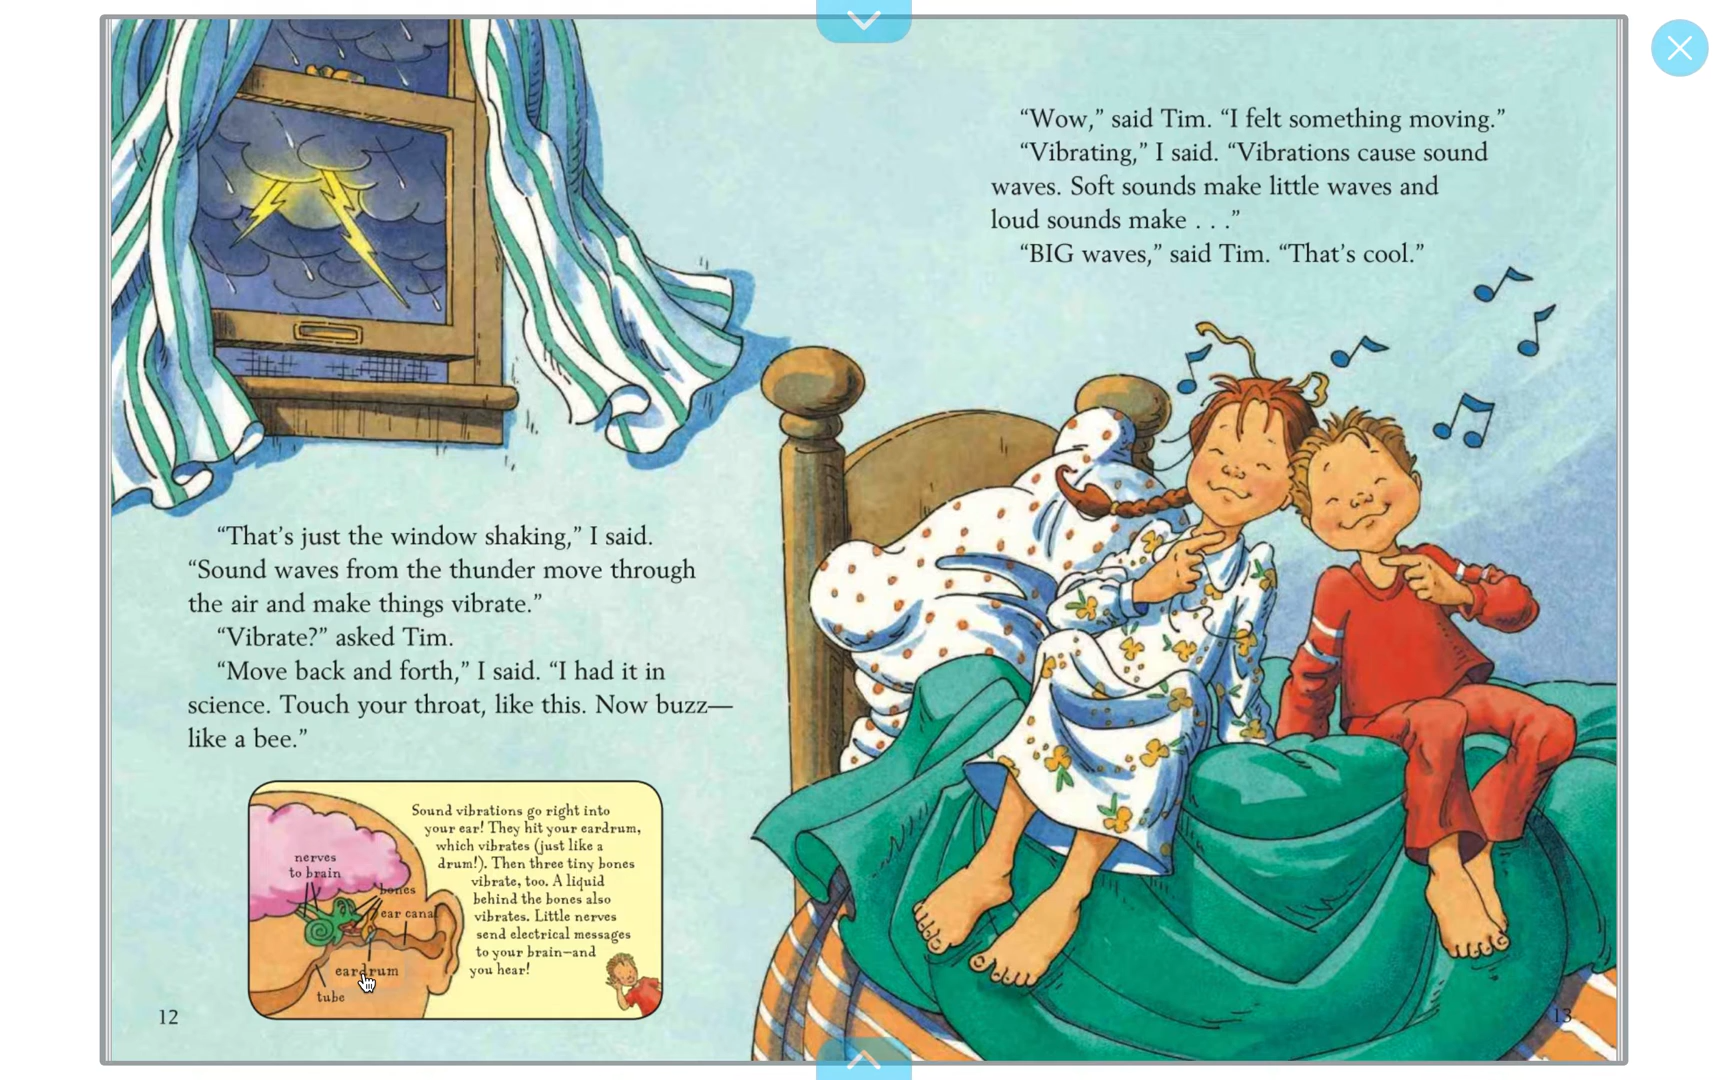 “That’s just the window shaking,” I said.
“Sound waves from the thunder move through
the air and make things vibrate.”
“Vibrate?” asked Tim.
“Move back and forth,” I said. “I had it in
science. Touch your throat, like this. Now buzz—
like a bee.”
nerves
to brain
bones
ear canal
eardrum
tube
Sound vibrations go right into
your ear! They hit your eardrum,
which vibrates (just like a
drum!). Then three tiny bones
vibrate, too. A liquid
behind the bones also
vibrates. Little nerves
send electrical messages
to your brain—and
you hear!
12
“Wow,” said Tim. “I felt something moving.”
“Vibrating,” I said. “Vibrations cause sound
waves. Soft sounds make little waves and
loud sounds make . . .”
“BIG waves,” said Tim. “That’s cool.”
13